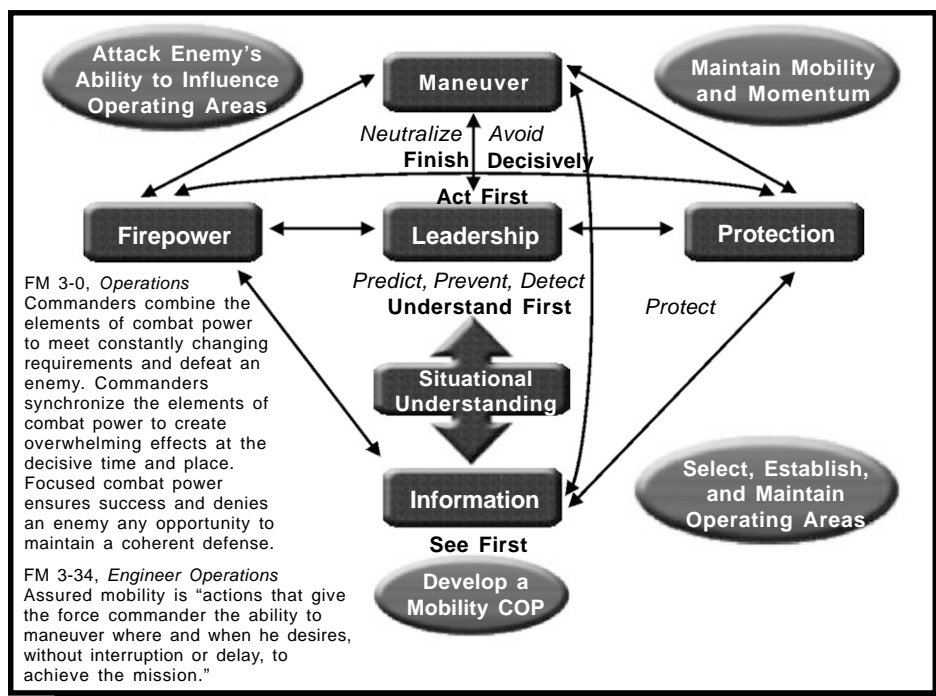 Attack Enemy's
Ability to Influence
Operating Areas
Maneuver
Maintain Mobility
and Momentum
Neutralize Avoid
Finish Decisively
Act First
Firepower
Leadership
Protection
Predict, Prevent, Detect
Understand First
Protect
Situational
Understanding
Information
See First
Select, Establish,
and Maintain
Operating Areas
Develop a
Mobility COP
FM 3-0, Operations
Commanders combine the
elements of combat power
to meet constantly changing
requirements and defeat an
enemy. Commanders
synchronize the elements of
combat power to create
overwhelming effects at the
decisive time and place.
Focused combat power
ensures success and denies
an enemy any opportunity to
maintain a coherent defense.
FM 3-34, Engineer Operations
Assured mobility is “actions that give
the force commander the ability to
maneuver where and when he desires,
without interruption or delay, to
achieve the mission.”